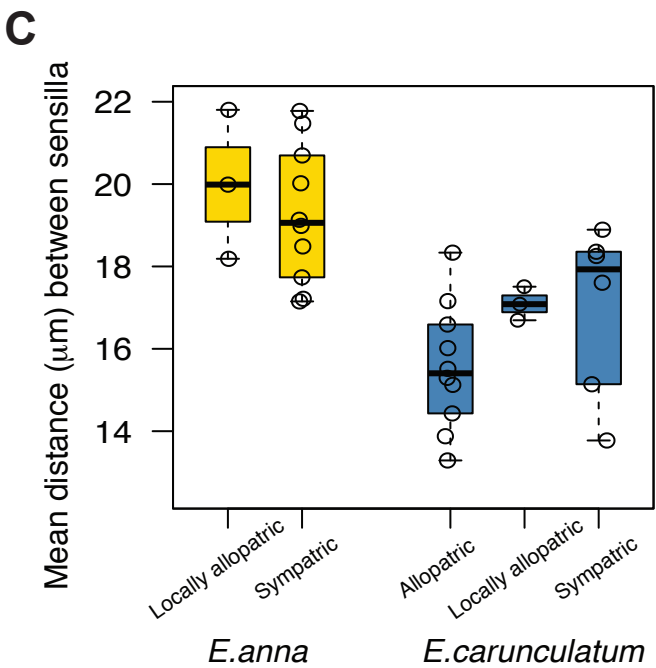 C
Mean distance (μm) between sensilla
22
20
18
16
14
Locally allopatric
Sympatric
Allopatric
Locally allopatric
Sympatric
E.anna
E.carunculatum